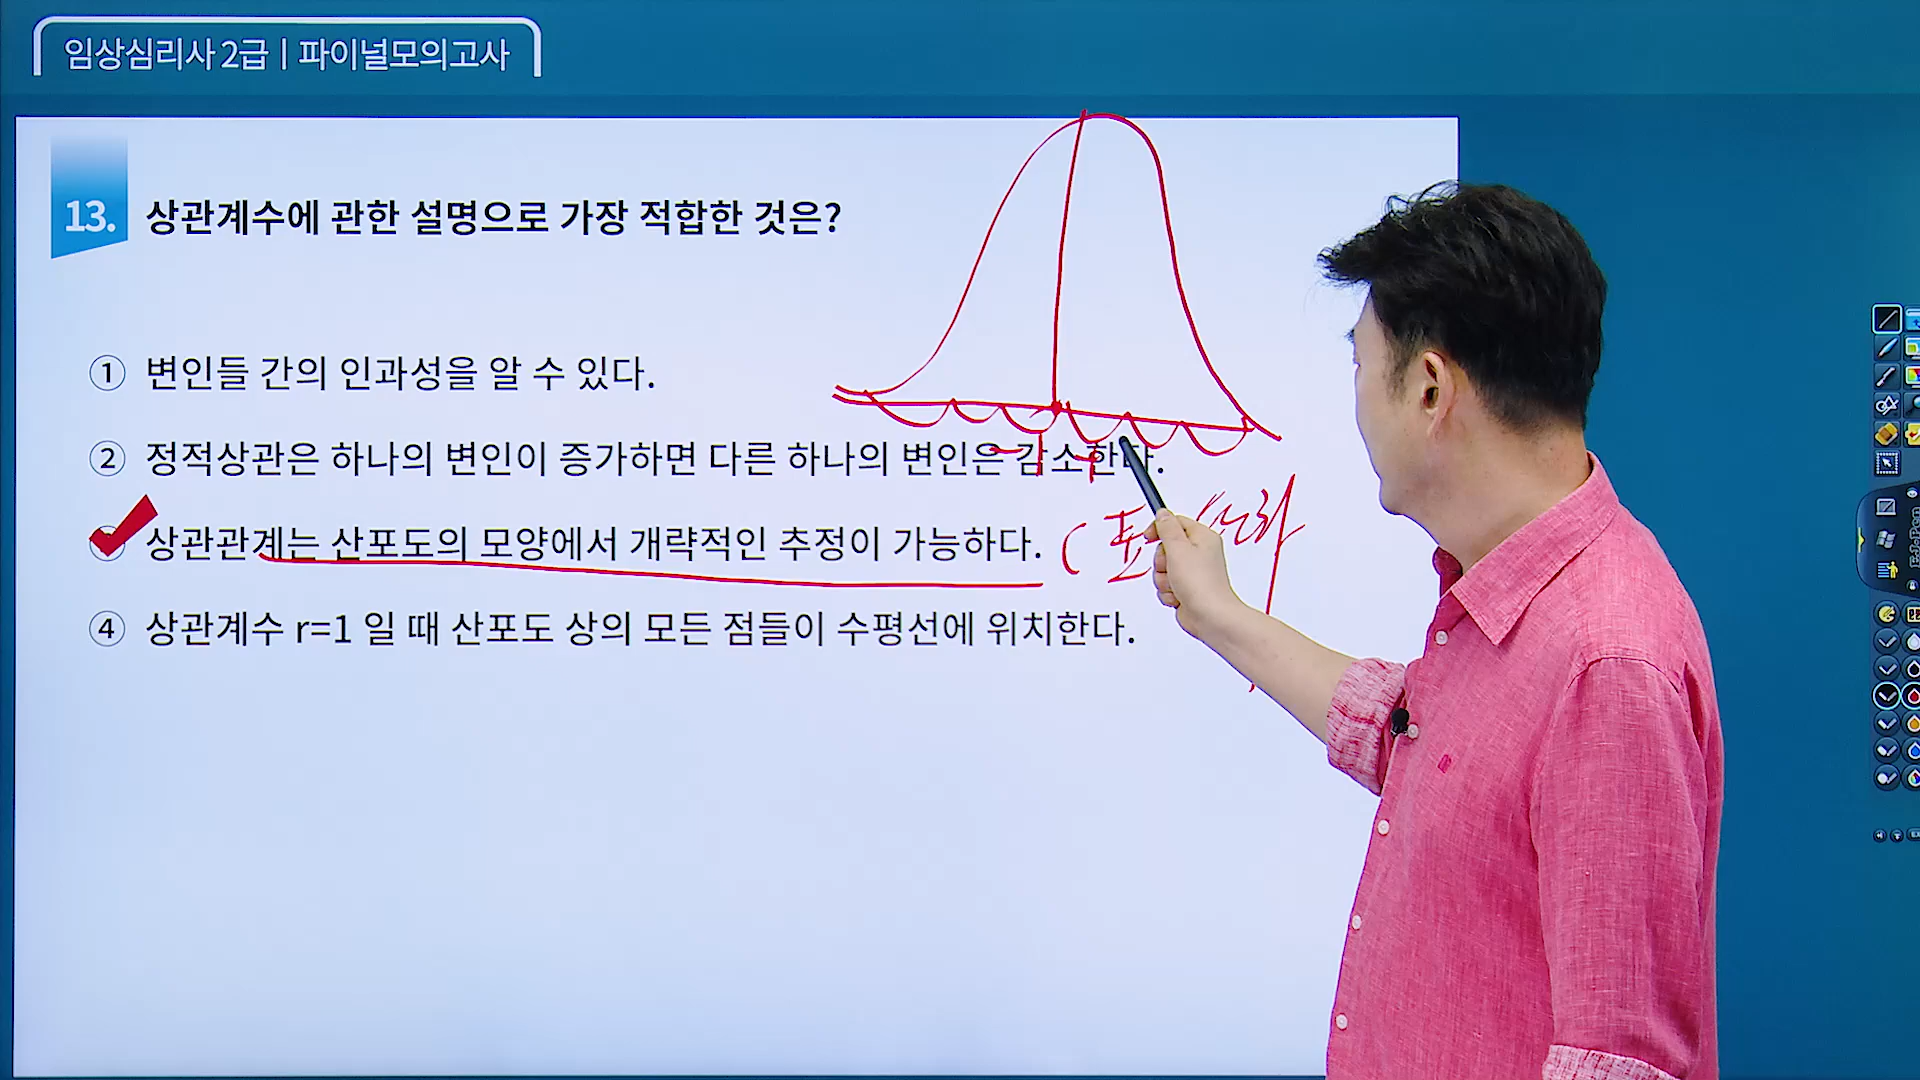 임상심리사 2급 | 파이널모의고사
13. 상관계수에 관한 설명으로 가장 적합한 것은?
① 변인들 간의 인과성을 알 수 있다.
② 정적상관은 하나의 변인이 증가하면 다른 하나의 변인은 감소한다.
③ 상관관계는 산포도의 모양에서 개략적인 추정이 가능하다. (표
④ 상관계수 r=1 일 때 산포도 상의 모든 점들이 수평선에 위치한다.